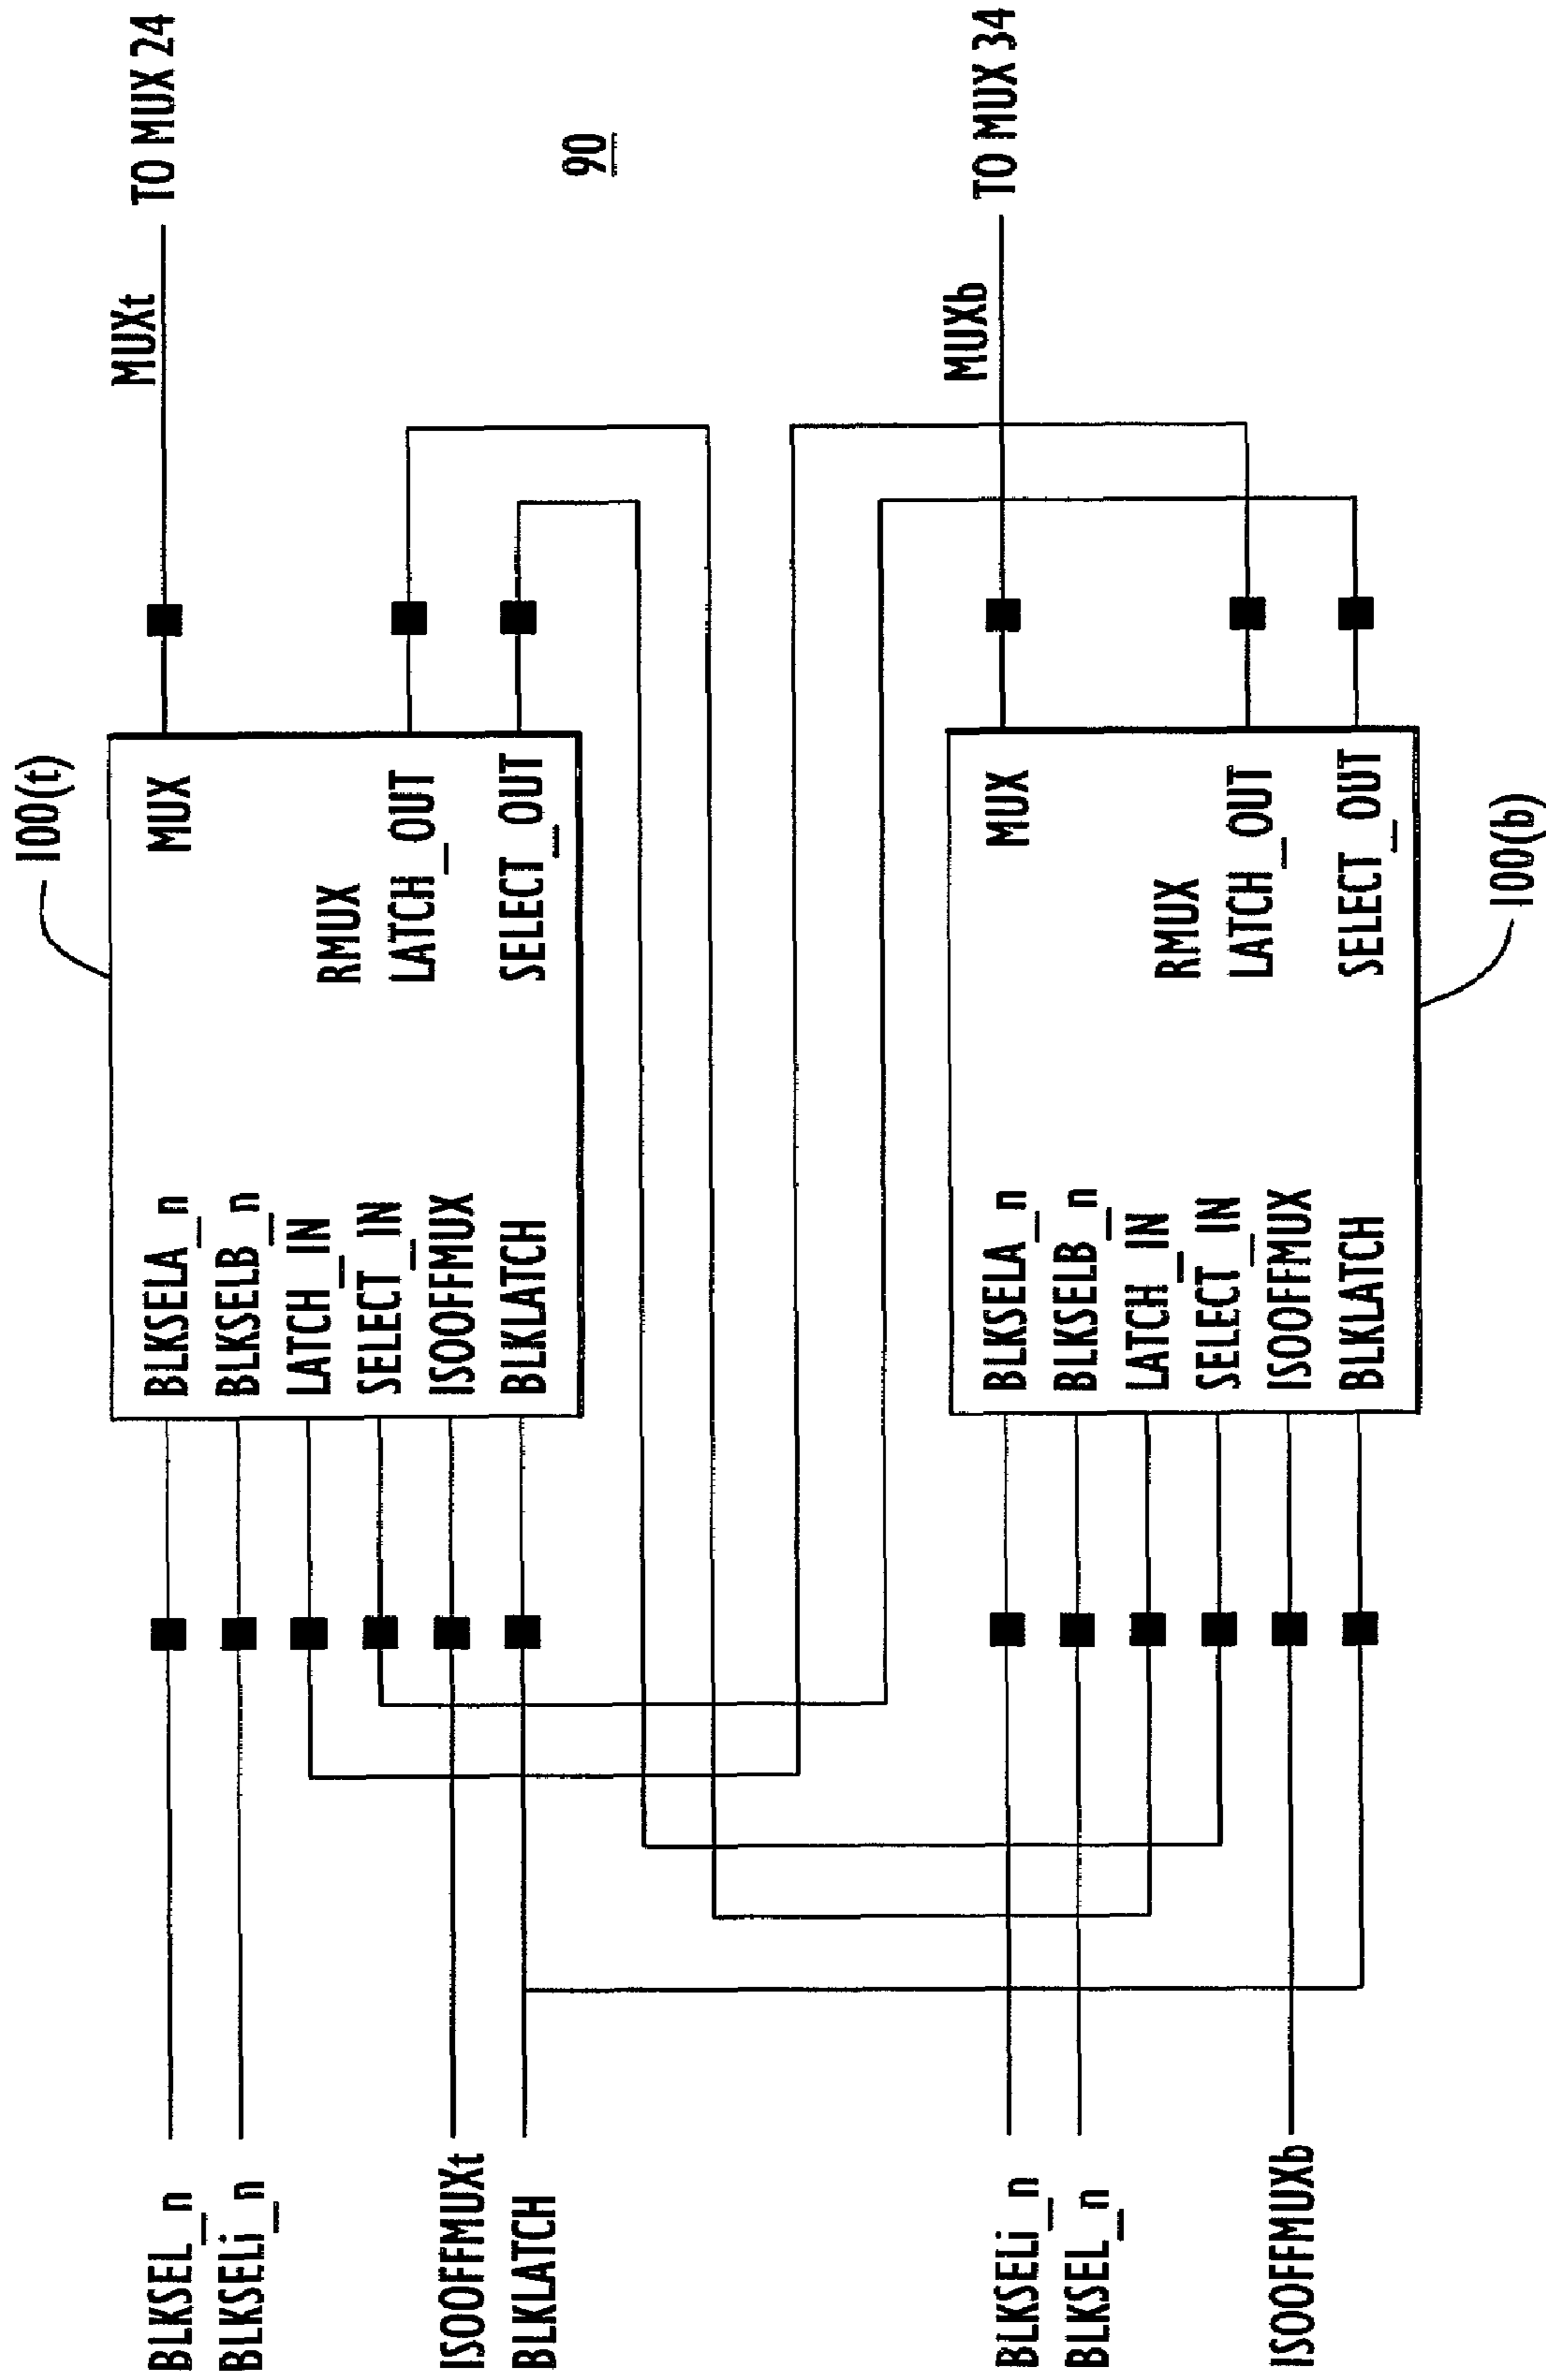 100(t)
BLKSEL_n
BLKSELA_n
MUX
MUXt
TO MUX 24
BLKSELi_n
BLKSELB_n
LATCH_IN
RMUX
SELECT_IN
LATCH_OUT
ISOOFFMUXt
ISOOFFMUX
BLKLATCH
BLKLATCH
SELECT_OUT
90
BLKSELi_n
BLKSELA_n
MUX
MUXb
TO MUX 34
BLKSEL_n
BLKSELB_n
LATCH_IN
RMUX
SELECT_IN
LATCH_OUT
ISOOFFMUXb
ISOOFFMUX
BLKLATCH
SELECT_OUT
100(b)